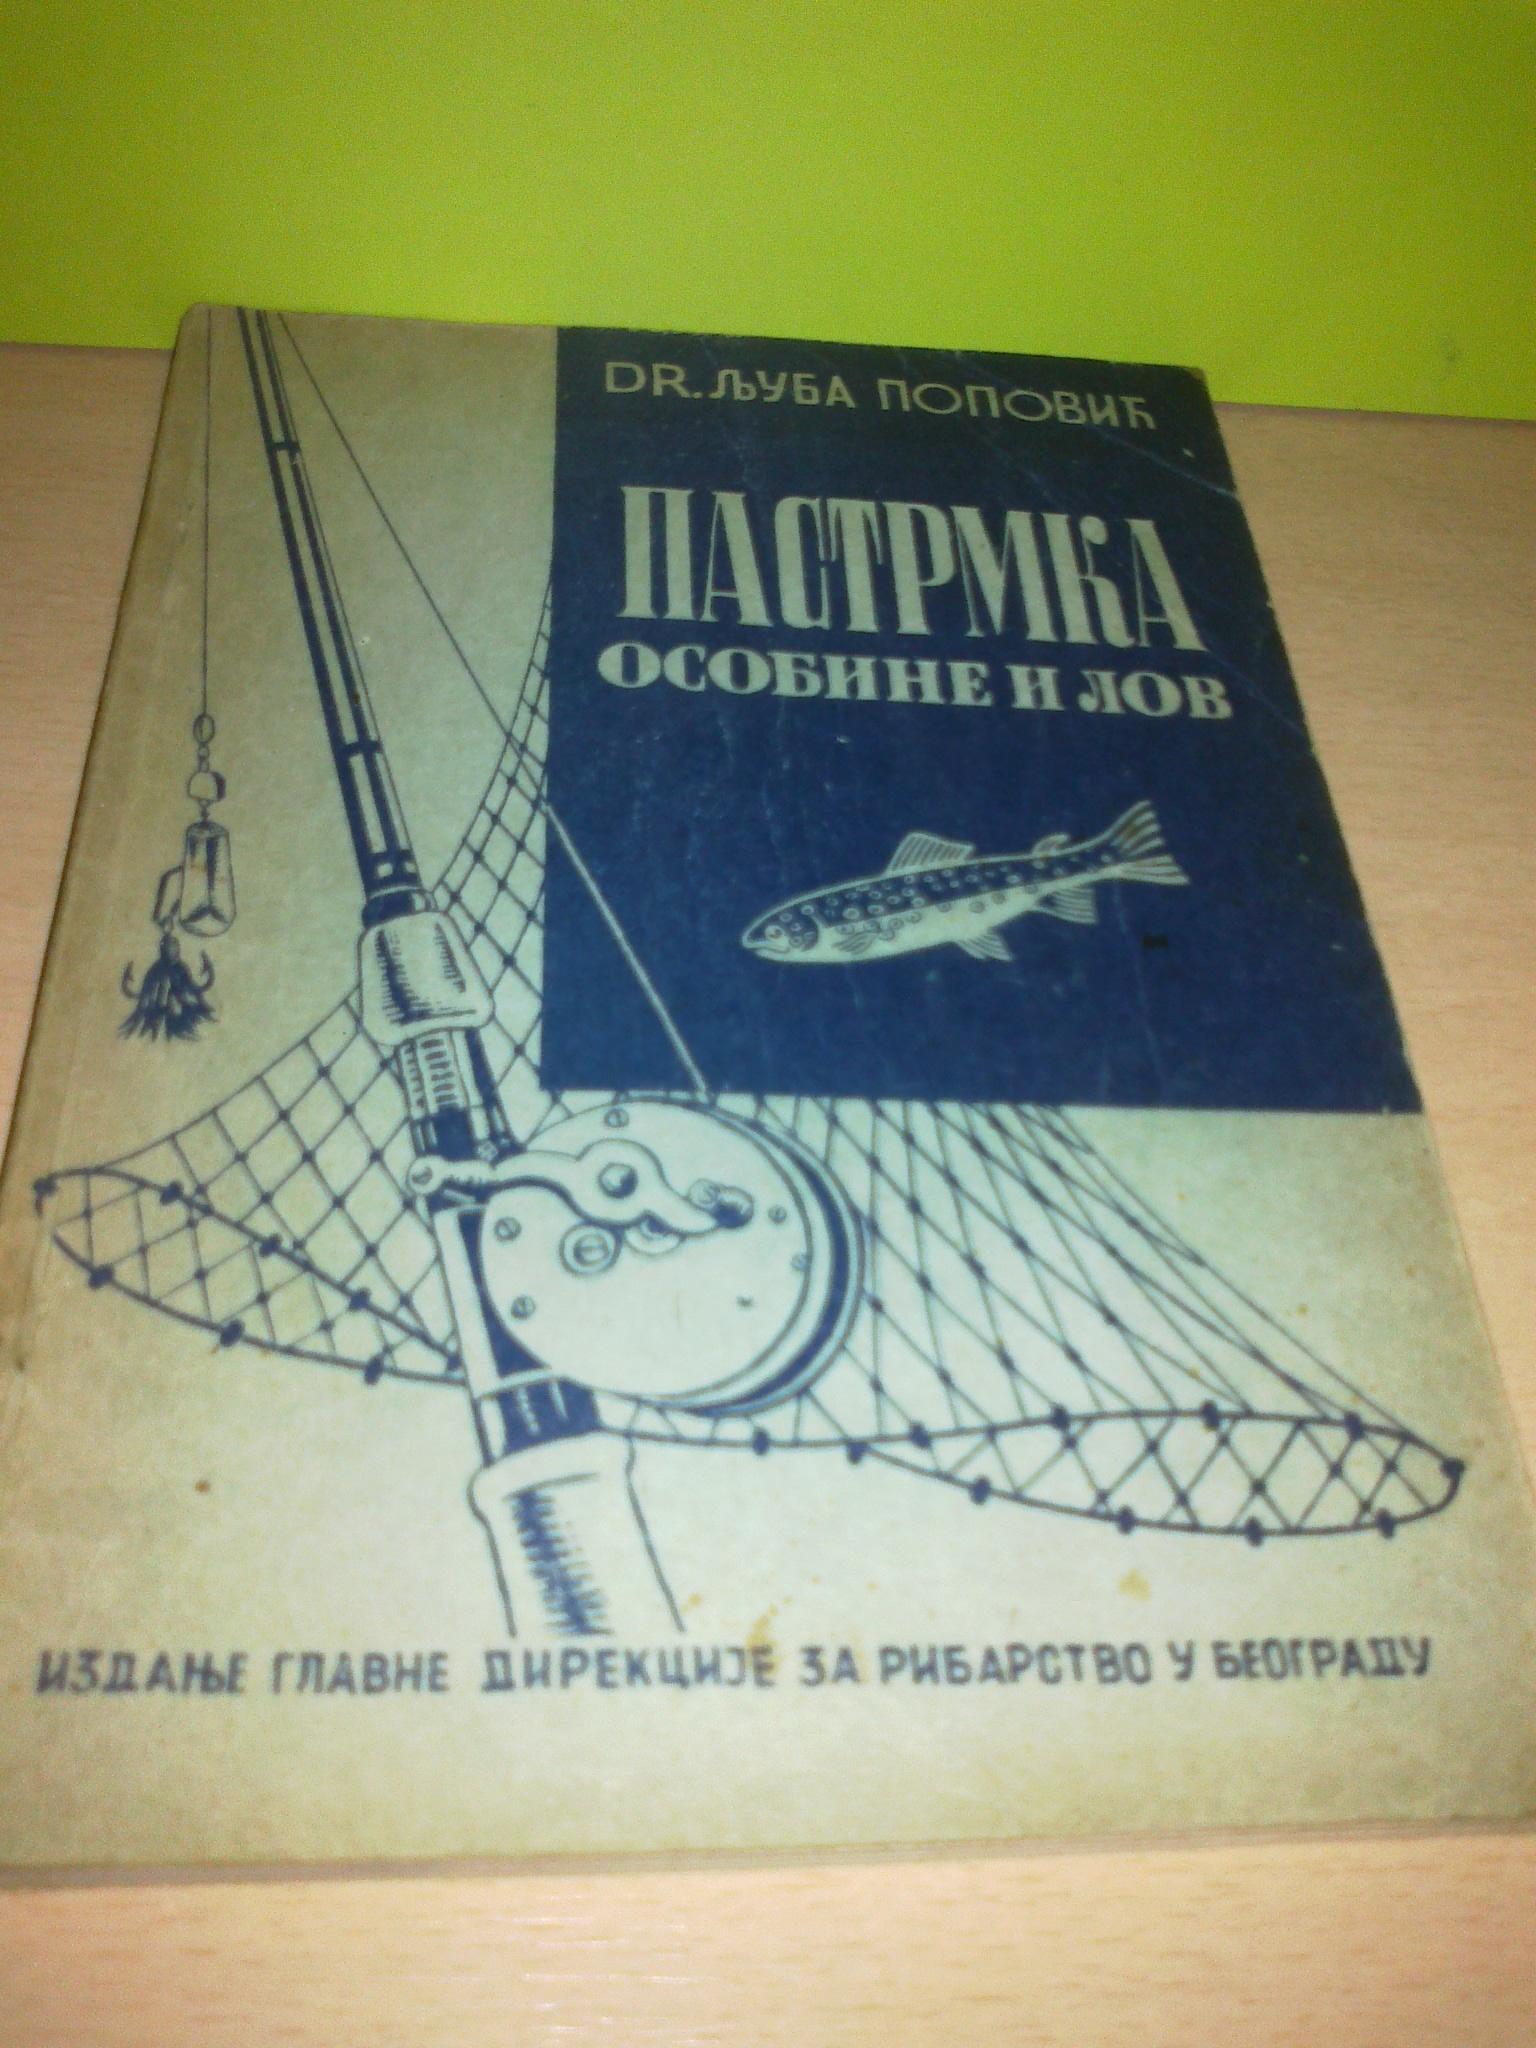 DR. ЉУБА ПОПОВИЋ
ПАСТРМКА
ОСОБИНЕ И ЛОВ
ИЗДАЊЕ ГЛАВНЕ ДИРЕКЦИЈЕ ЗА РИБАРСТВО У БЕОГРАДУ